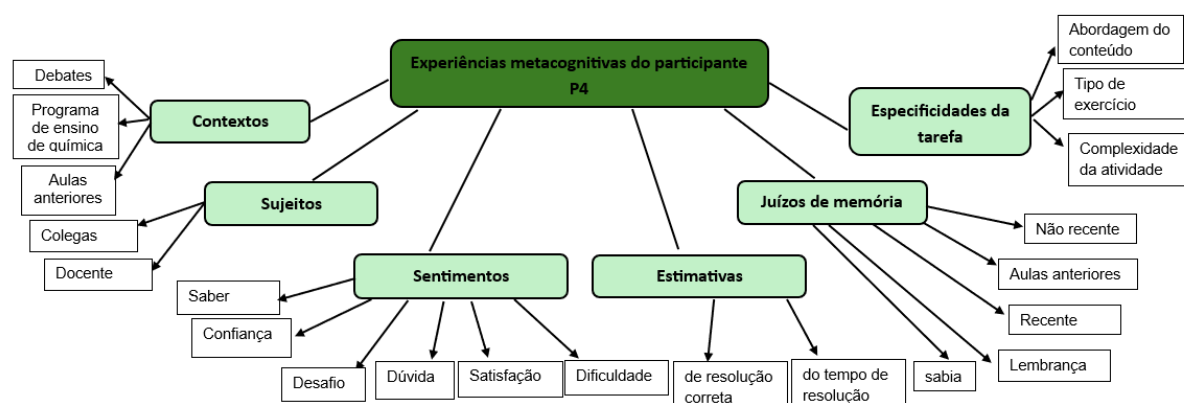 Experiências metacognitivas do participante
P4
Contextos
Debates
Programa
de ensino
de química
Aulas
anteriores
Sujeitos
Colegas
Docente
Sentimentos
Saber
Confiança
Desafio
Dúvida
Satisfação
Dificuldade
Estimativas
de resolução
correta
do tempo de
resolução
Juízos de memória
Não recente
Aulas anteriores
Recente
Lembrança
sabia
Especificidades da
tarefa
Abordagem do
conteúdo
Tipo de
exercício
Complexidade
da atividade